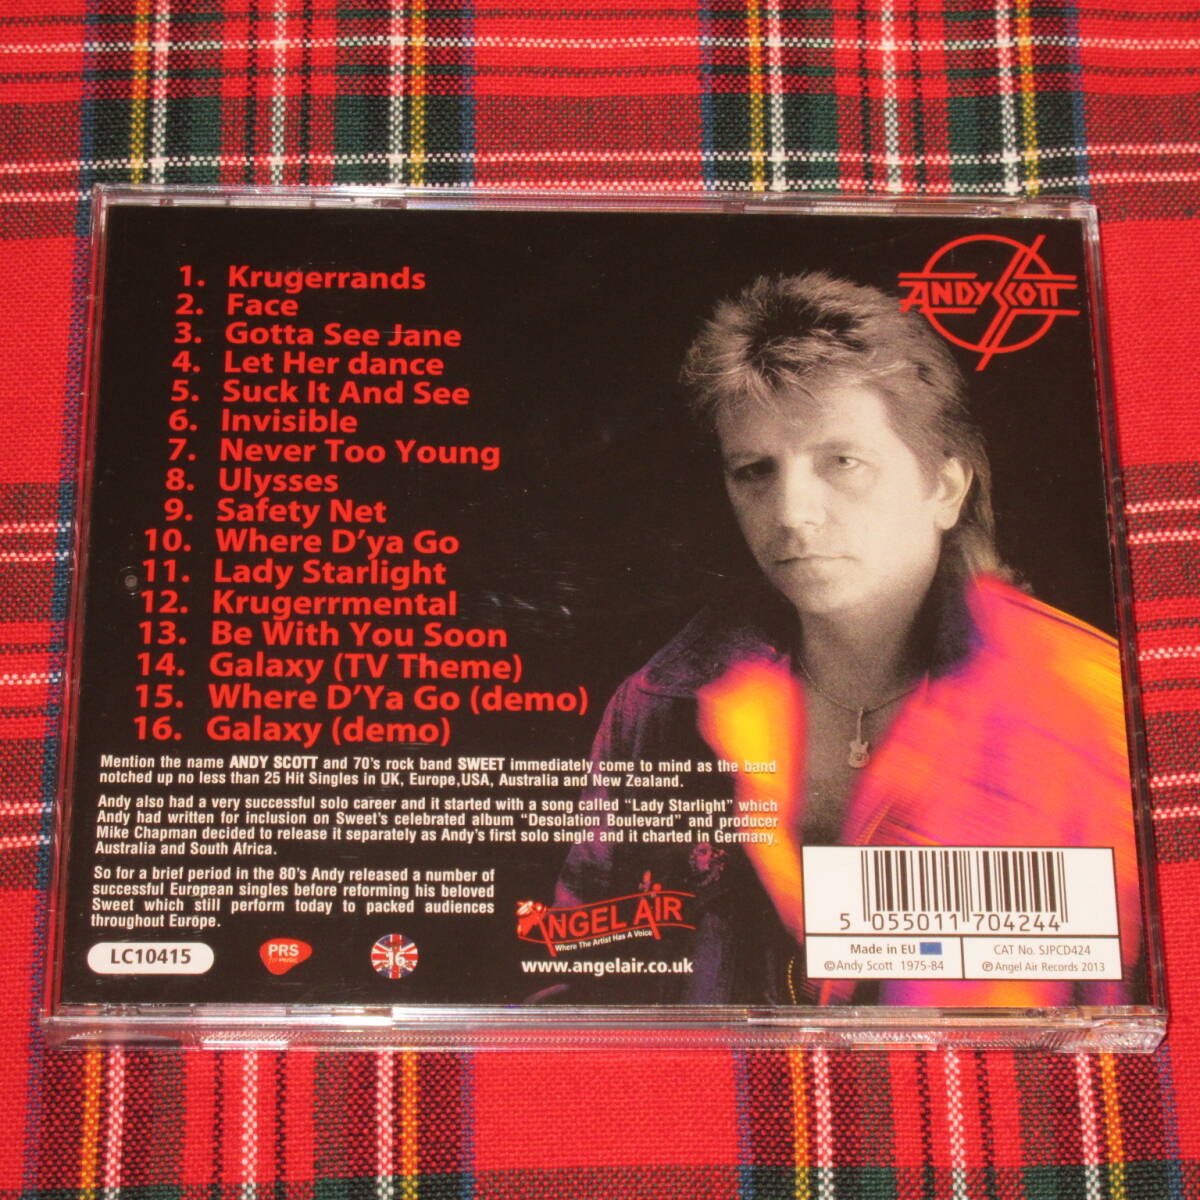 ANDY SCOTT
1. Krugerrands
2. Face
3. Gotta See Jane
4. Let Her dance
5. Suck It And See
6. Invisible
7. Never Too Young
8. Ulysses
9. Safety Net
10. Where D'ya Go
11. Lady Starlight
12. Krugerrmental
13. Be With You Soon
14. Galaxy (TV Theme)
15. Where D'Ya Go (demo)
16. Galaxy (demo)
Mention the name ANDY SCOTT and 70's rock band SWEET immediately come to mind as the band
notched up no less than 25 Hit Singles in UK, Europe,USA, Australia and New Zealand.
Andy also had a very successful solo career and it started with a song called "Lady Starlight" which
Andy had written for inclusion on Sweet's celebrated album "Desolation Boulevard" and producer
Mike Chapman decided to release it separately as Andy's first solo single and it charted in Germany,
Australia and South Africa.
So for a brief period in the 80's Andy released a number of
successful European singles before reforming his beloved
Sweet which still perform today to packed audiences
throughout Europe.
LC10415
PRS
FOR MUSIC
16
ANGEL AIR
Where The Artist Has A Voice
www.angelair.co.uk
5 055011 704244
Made in EU
©Andy Scott 1975-84
CAT No. SJPCD424
℗Angel Air Records 2013